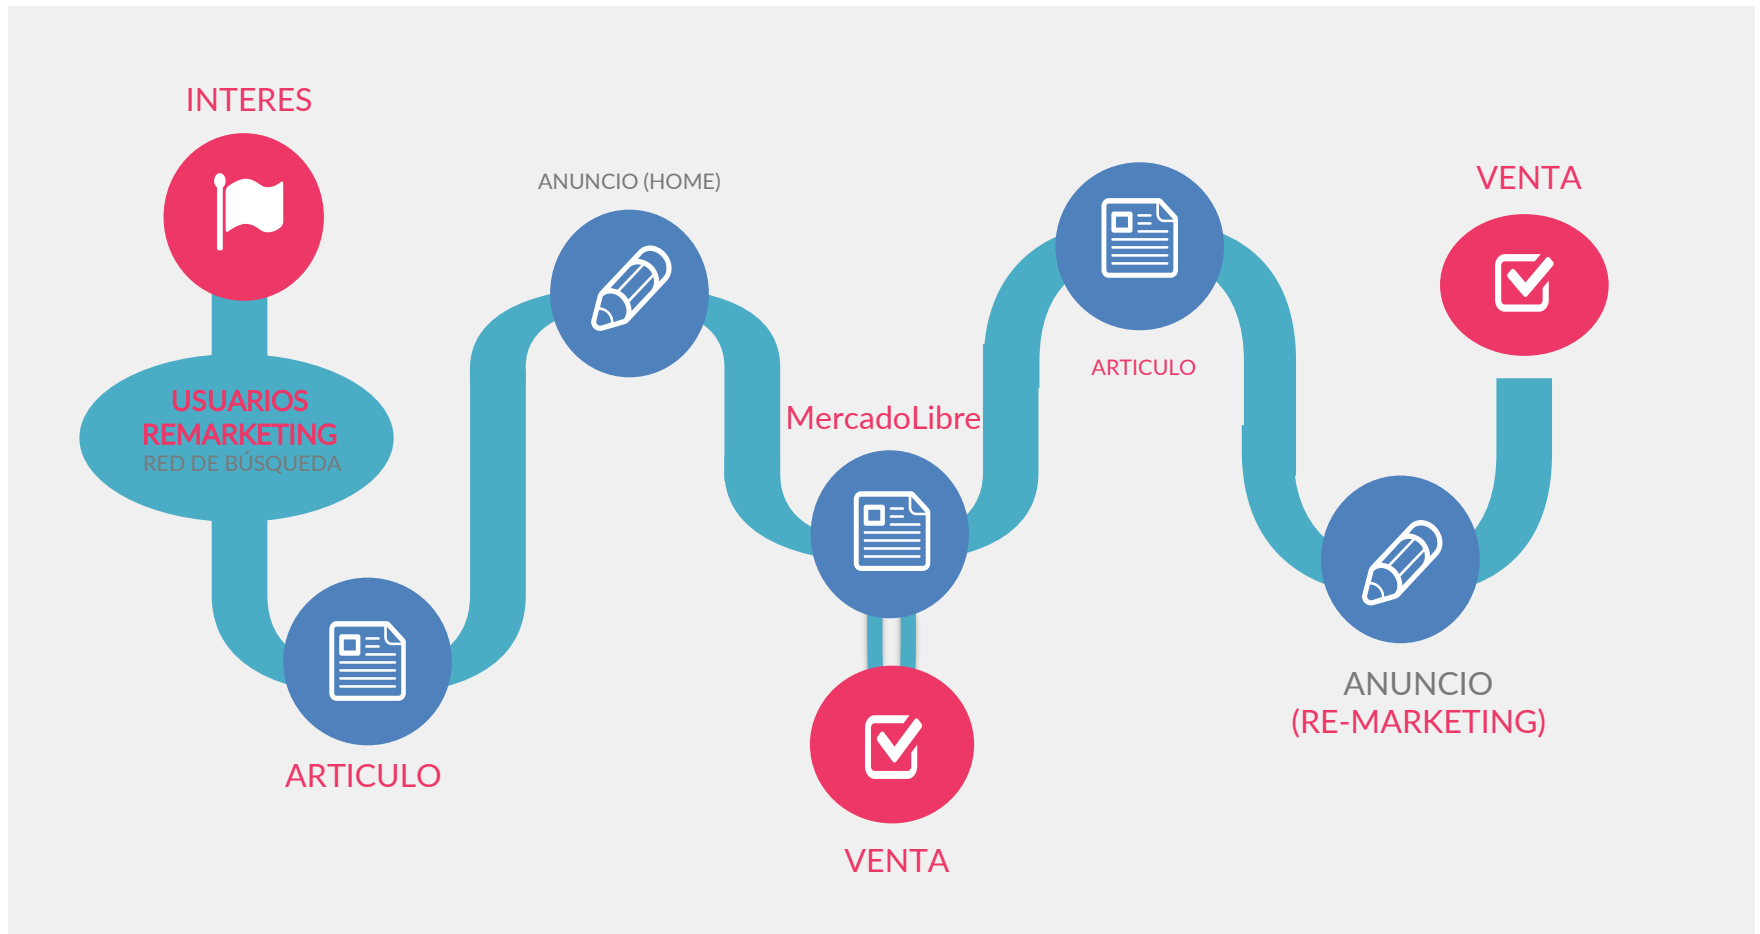 INTERES
USUARIOS
REMARKETING
RED DE BÚSQUEDA
ARTICULO
ANUNCIO (HOME)
MercadoLibre
VENTA
ARTICULO
ANUNCIO
(RE-MARKETING)
VENTA